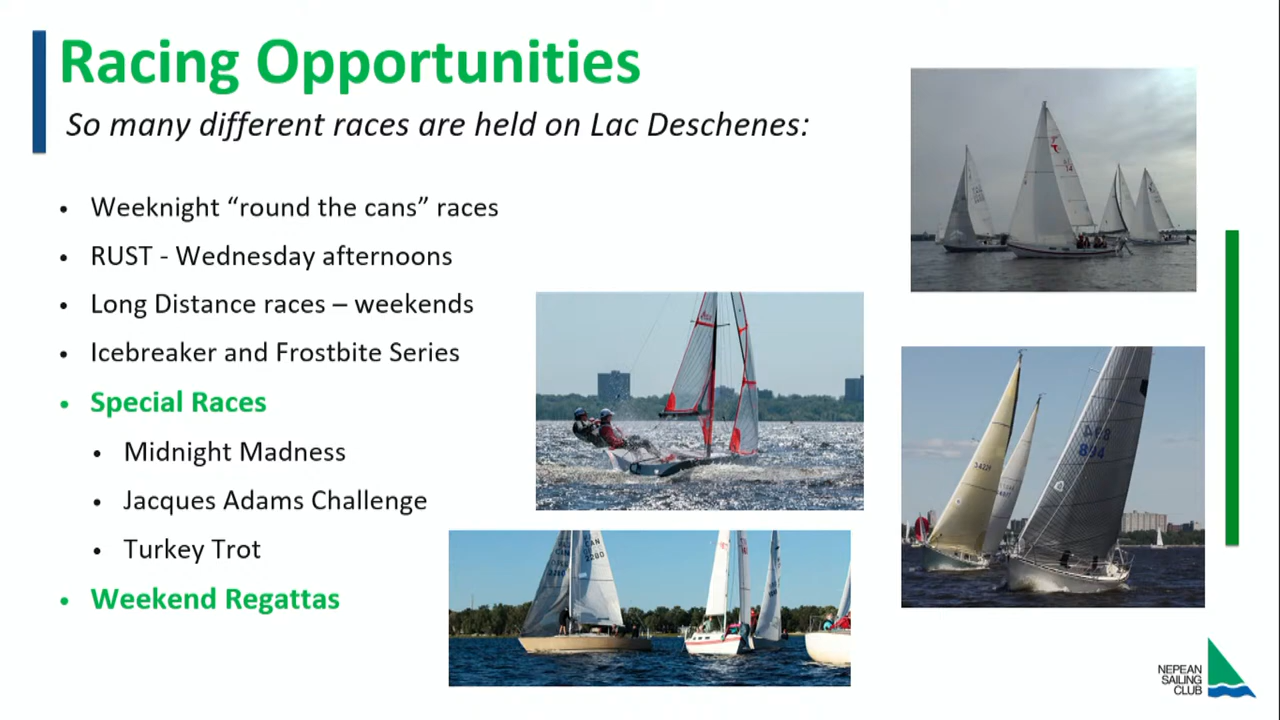 Racing Opportunities
So many different races are held on Lac Deschenes:
• Weeknight “round the cans” races
• RUST - Wednesday afternoons
• Long Distance races – weekends
• Icebreaker and Frostbite Series
• Special Races
• Midnight Madness
• Jacques Adams Challenge
• Turkey Trot
• Weekend Regattas
894
NEPEAN
SAILING
CLUB